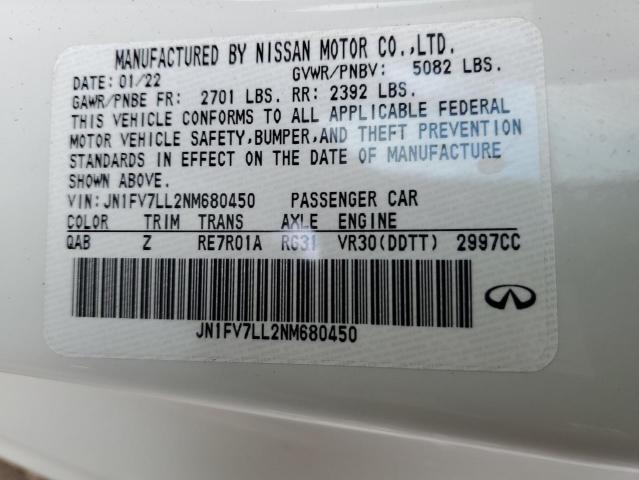 MANUFACTURED BY NISSAN MOTOR CO.,LTD.
DATE: 01/22 GVWR/PNBV: 5082 LBS.
GAWR/PNBE FR: 2701 LBS. RR: 2392 LBS.
THIS VEHICLE CONFORMS TO ALL APPLICABLE FEDERAL
MOTOR VEHICLE SAFETY,BUMPER,AND THEFT PREVENTION
STANDARDS IN EFFECT ON THE DATE OF MANUFACTURE
SHOWN ABOVE.
VIN:JN1FV7LL2NM680450 PASSENGER CAR
COLOR TRIM TRANS AXLE ENGINE
QAB Z RE7R01A RG31 VR30(DDTT) 2997CC
JN1FV7LL2NM680450